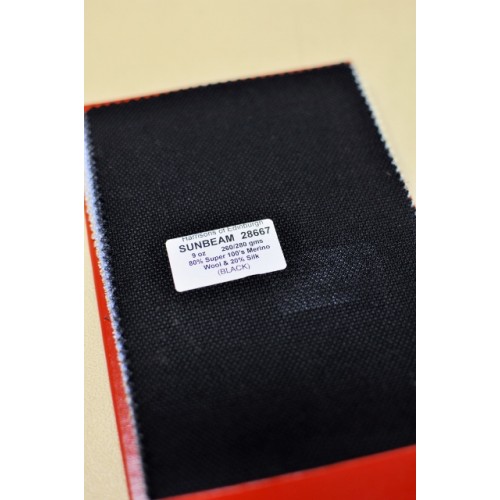 Harrisons of Edinburgh
SUNBEAM 28667
9 oz 260/280 gms
80% Super 100's Merino
Wool & 20% Silk
(BLACK)